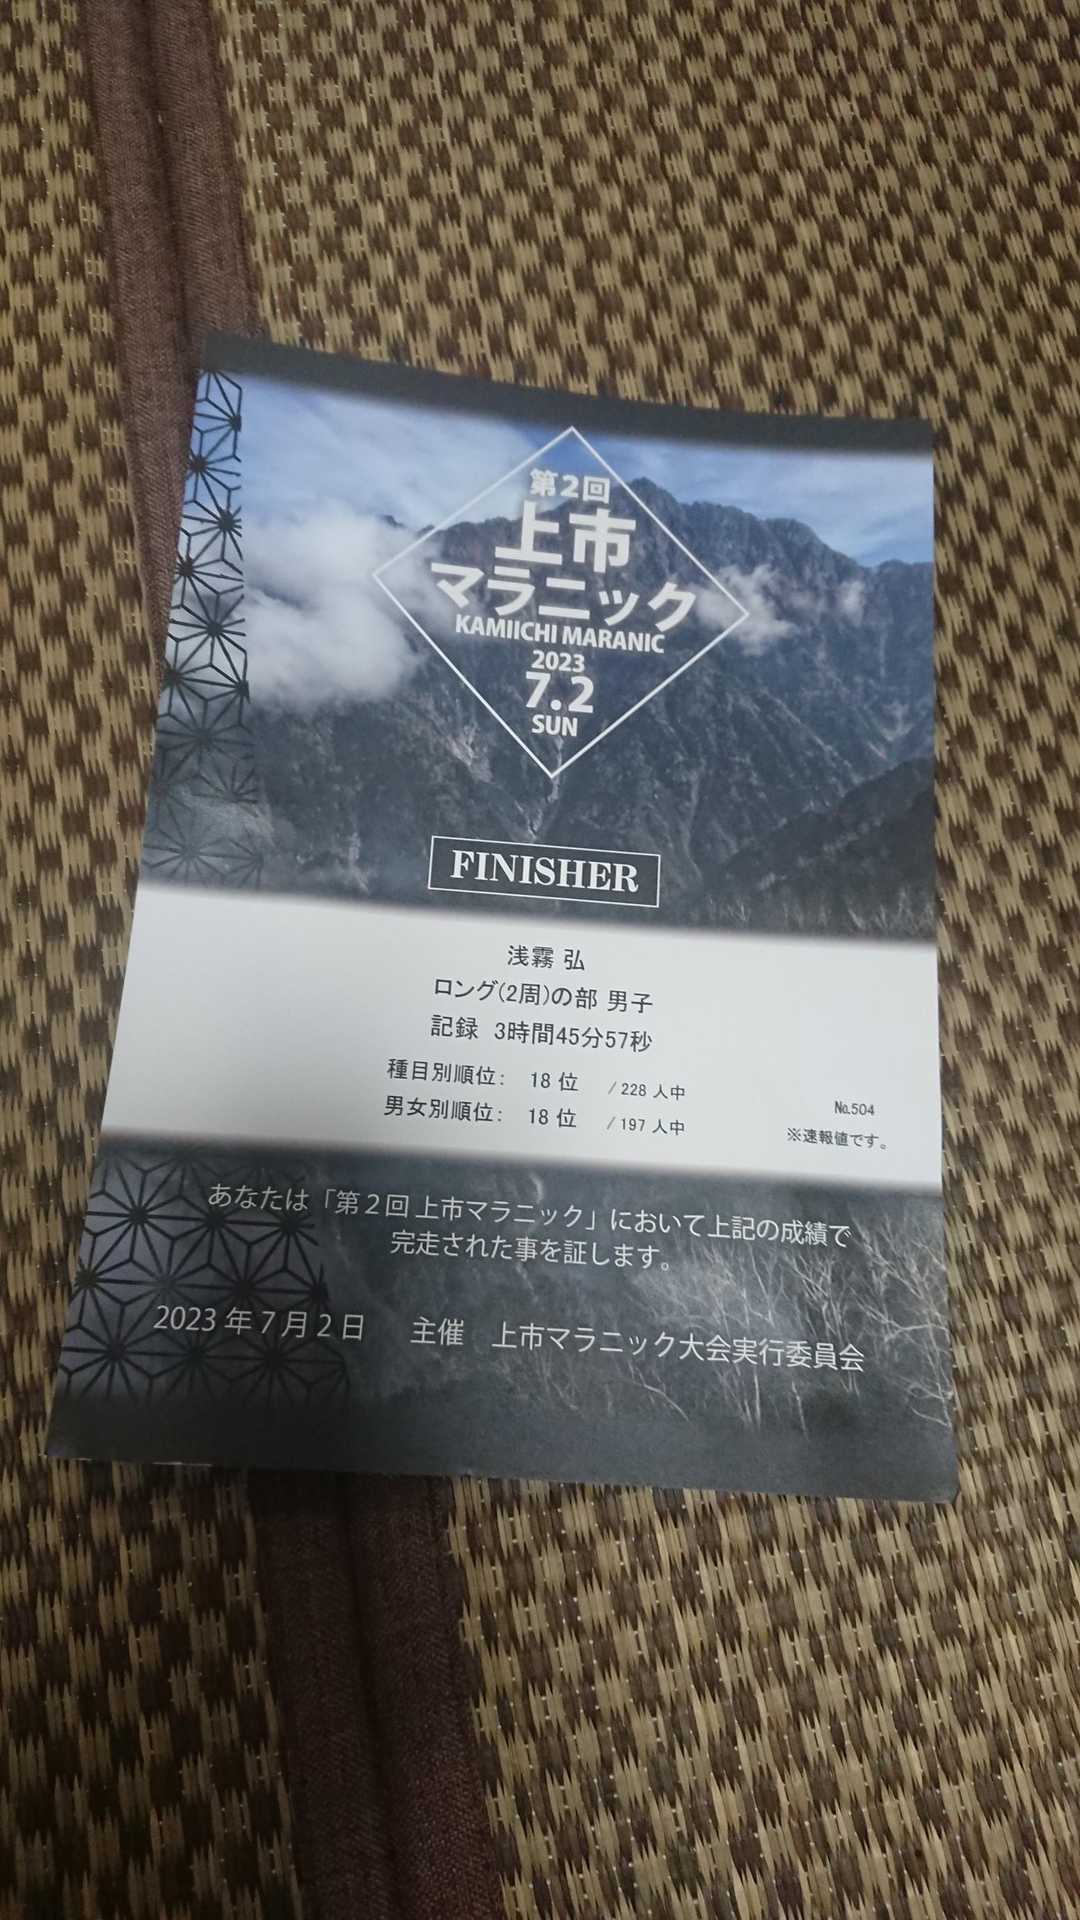 第2回
上市
マラニック
KAMIICHI MARANIC
2023
7.2
SUN
FINISHER
浅霧 弘
ロング(2周)の部 男子
記録 3時間45分57秒
種目別順位: 18 位 / 228 人中
男女別順位: 18 位 / 197 人中
№504
※速報値です。
あなたは「第2回 上市マラニック」において上記の成績で
完走された事を証します。
2023 年 7 月 2 日 主催 上市マラニック大会実行委員会